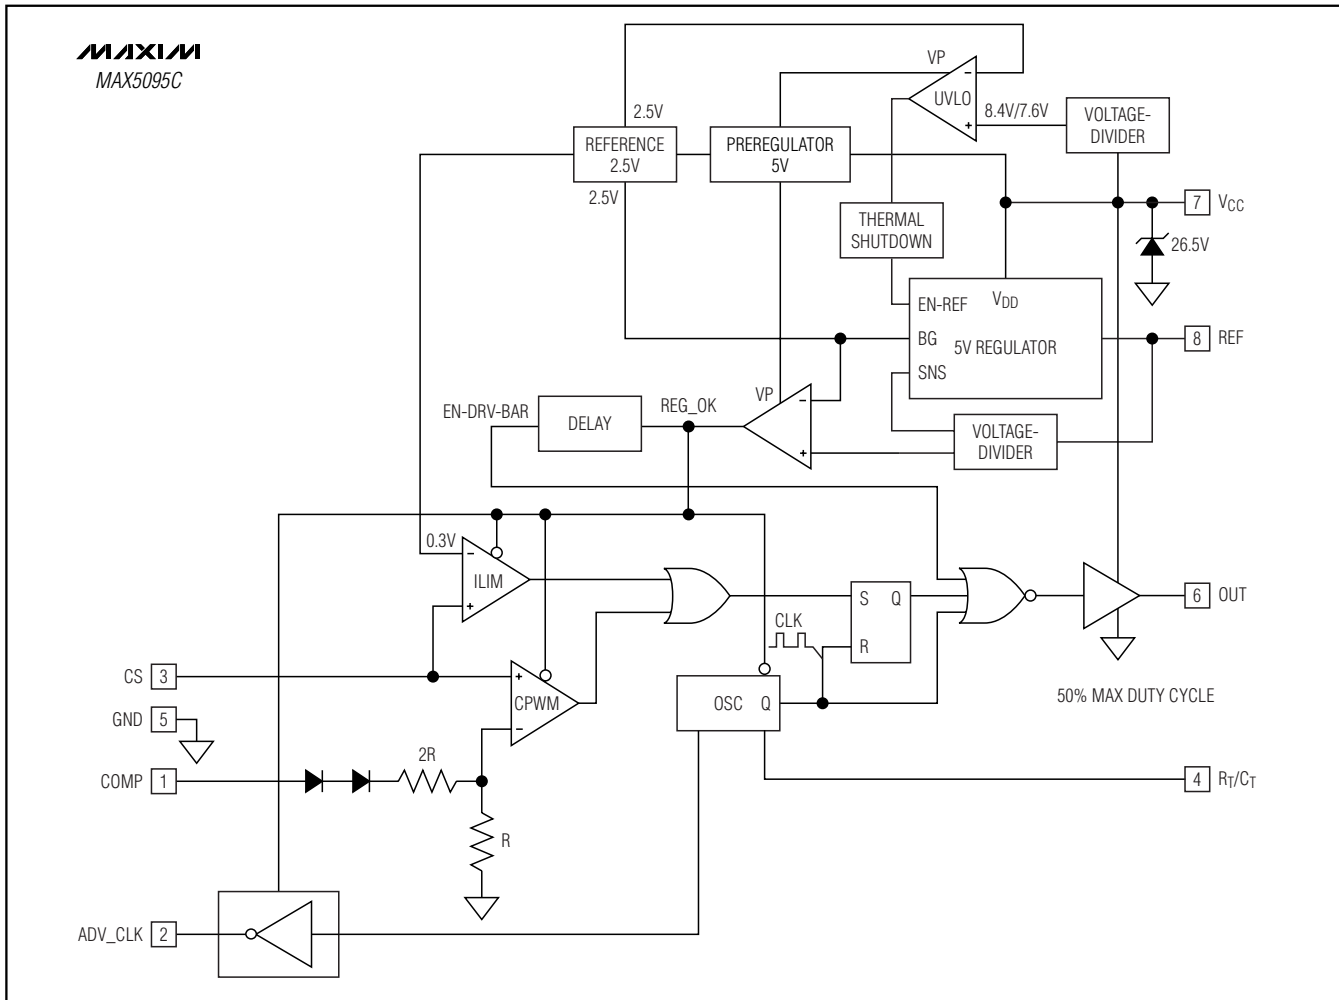 MAXIM
MAX5095C
VP
-
UVLO
+
8.4V/7.6V
VOLTAGE-
DIVIDER
2.5V
REFERENCE
2.5V
2.5V
PREREGULATOR
5V
THERMAL
SHUTDOWN
7
VCC
26.5V
EN-REF
VDD
BG
5V REGULATOR
SNS
8
REF
VP
-
+
REG_OK
EN-DRV-BAR
DELAY
VOLTAGE-
DIVIDER
0.3V
-
ILIM
+
S
Q
R
CLK
6
OUT
CS
3
+
CPWM
-
OSC
Q
50% MAX DUTY CYCLE
GND
5
COMP
1
2R
R
4
RT/CT
ADV_CLK
2